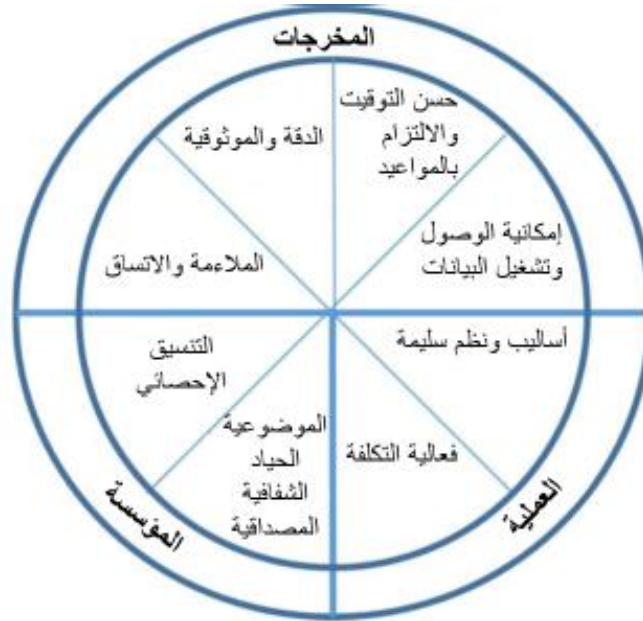 المخرجات
حسن التوقيت
والالتزام
بالمواعيد
الدقة والموثوقية
إمكانية الوصول
وتشغيل البيانات
الملاءمة والاتساق
أساليب ونظم سليمة
التنسيق
الإحصائي
فعالية التكلفة
الموضوعية
الحياد
الشفافية
المصداقية
العملية
المؤسسة